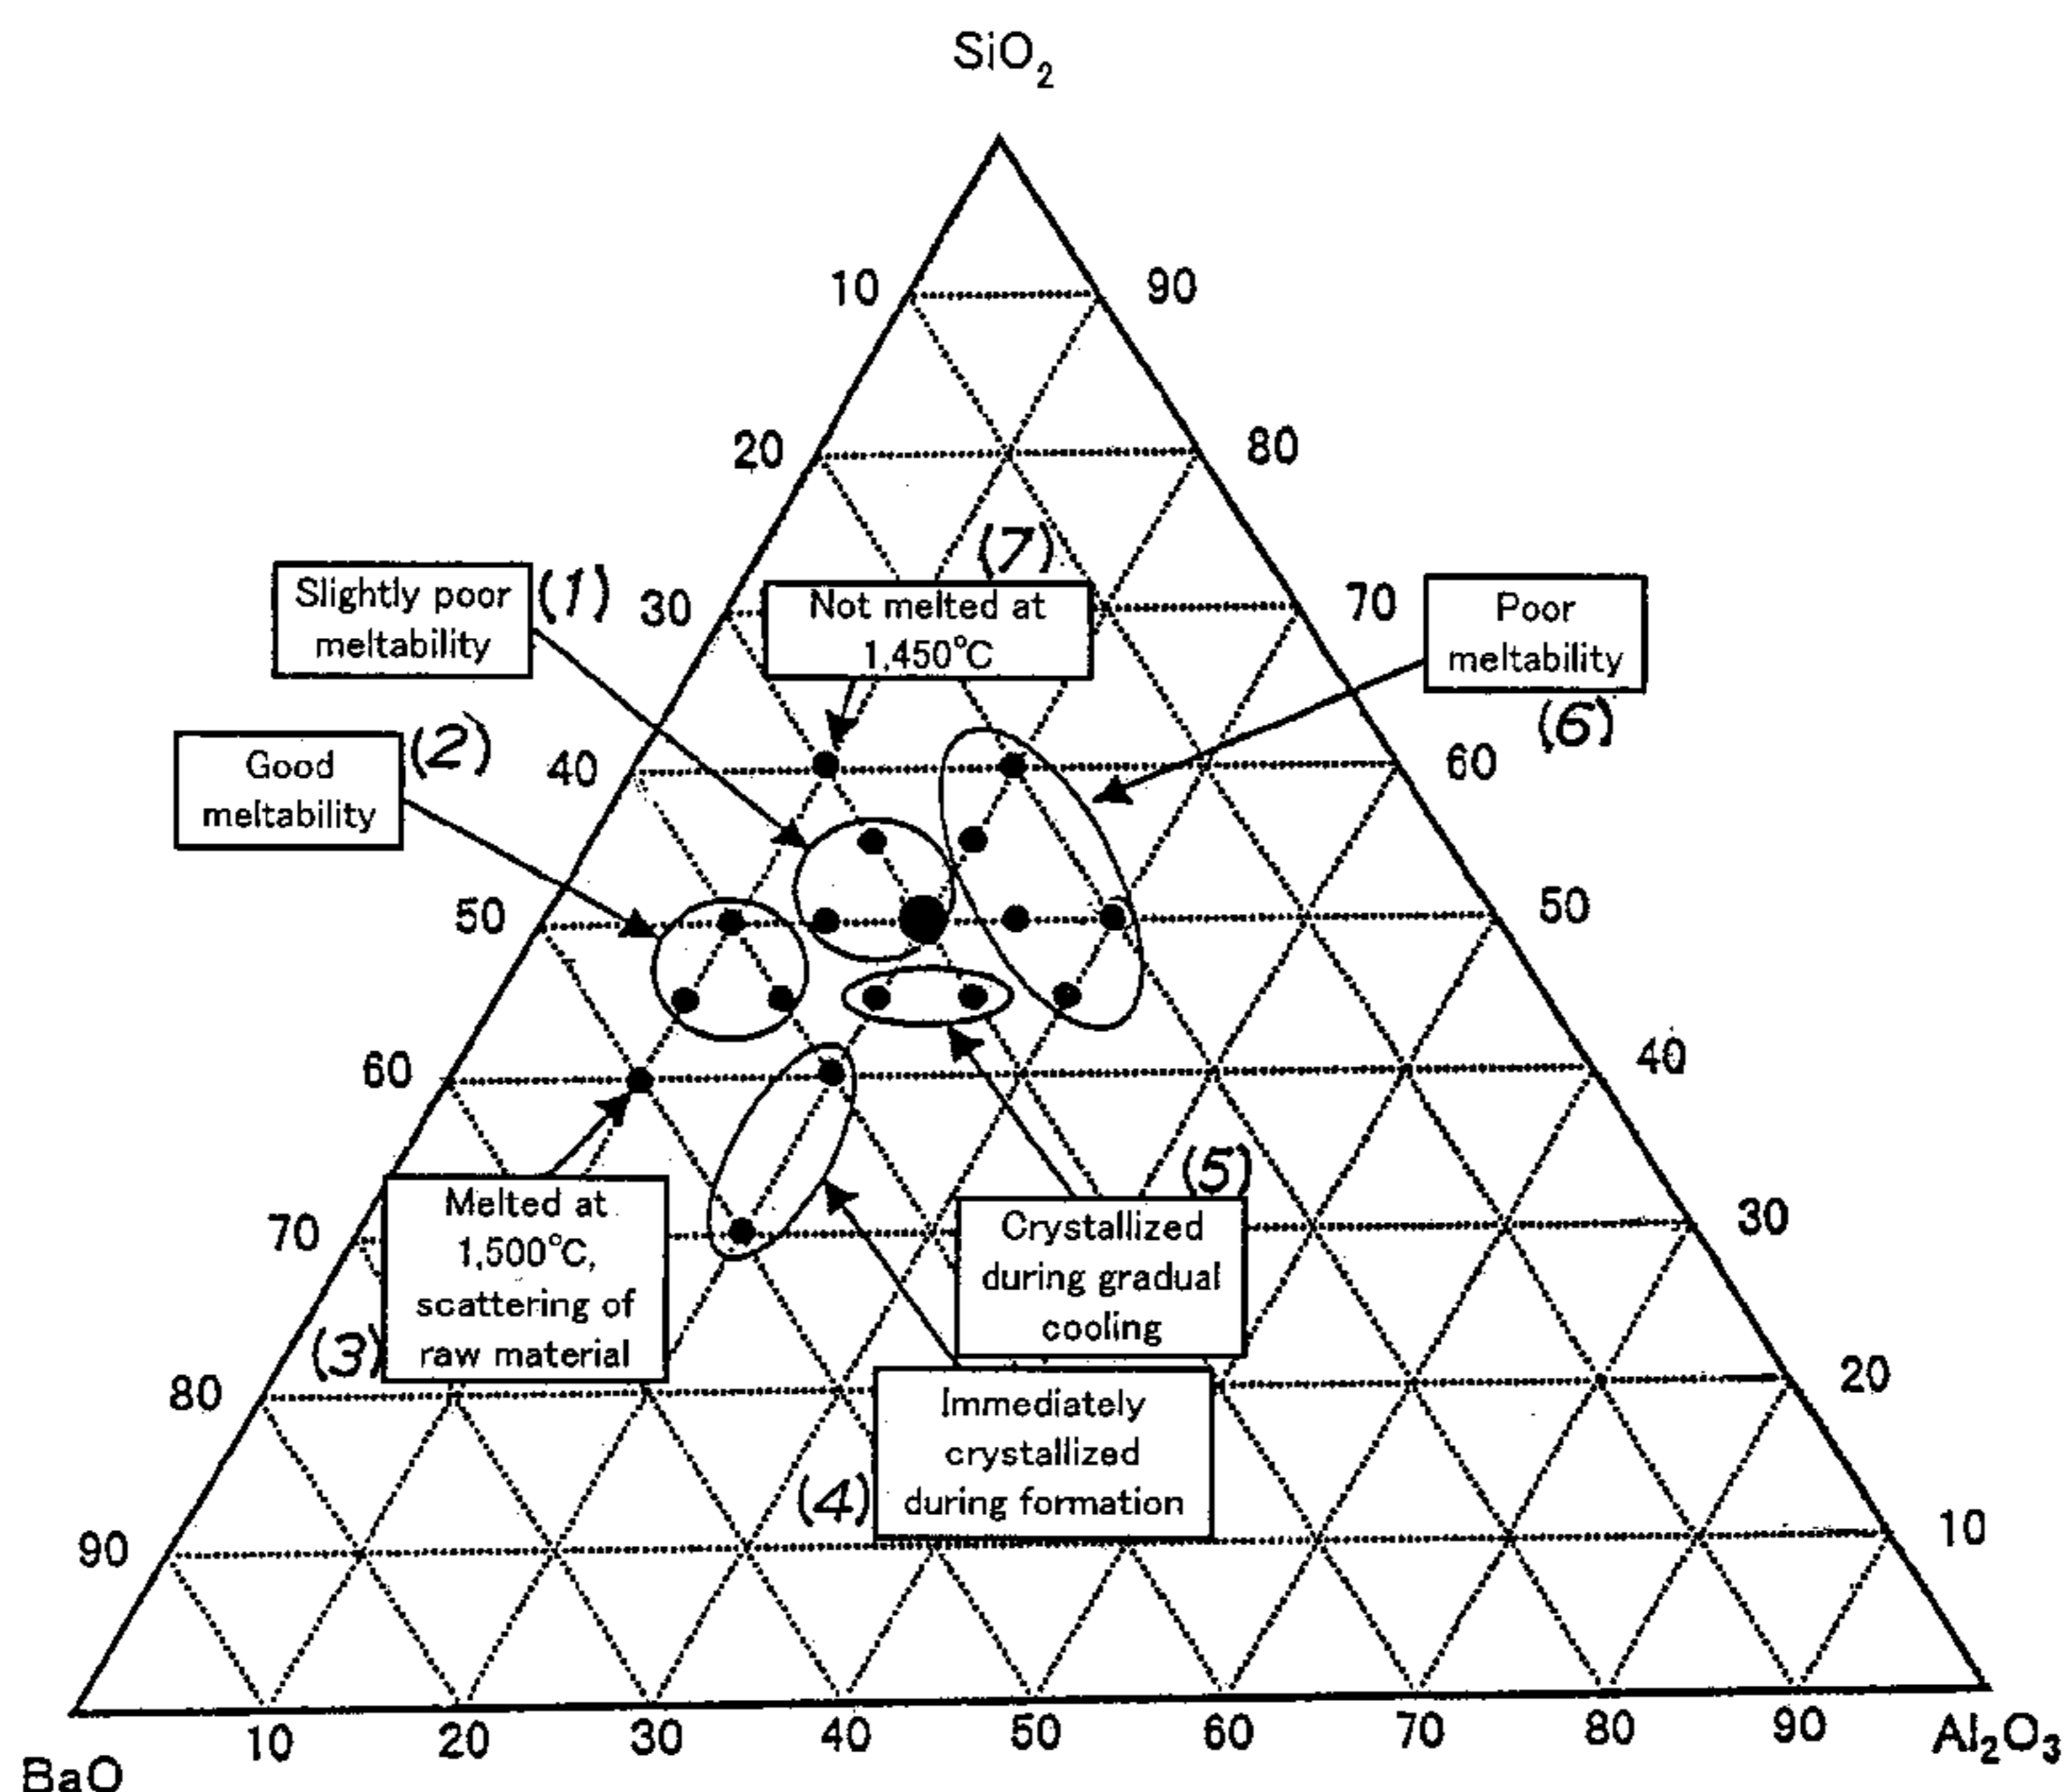 SiO₂
10 90
20 80
(7)
Slightly poor
meltability
(1)
30
Not melted at
1,450°C
70
Poor
meltability
(6)
Good
meltability
(2)
40 60
50 50
60 40
(5)
Melted at
1,500°C,
scattering of
raw material
(3)
70
Crystallized
during gradual
cooling
30
80 20
Immediately
crystallized
during formation
(4)
90 10
10 20 30 40 50 60 70 80 90
BaO Al₂O₃